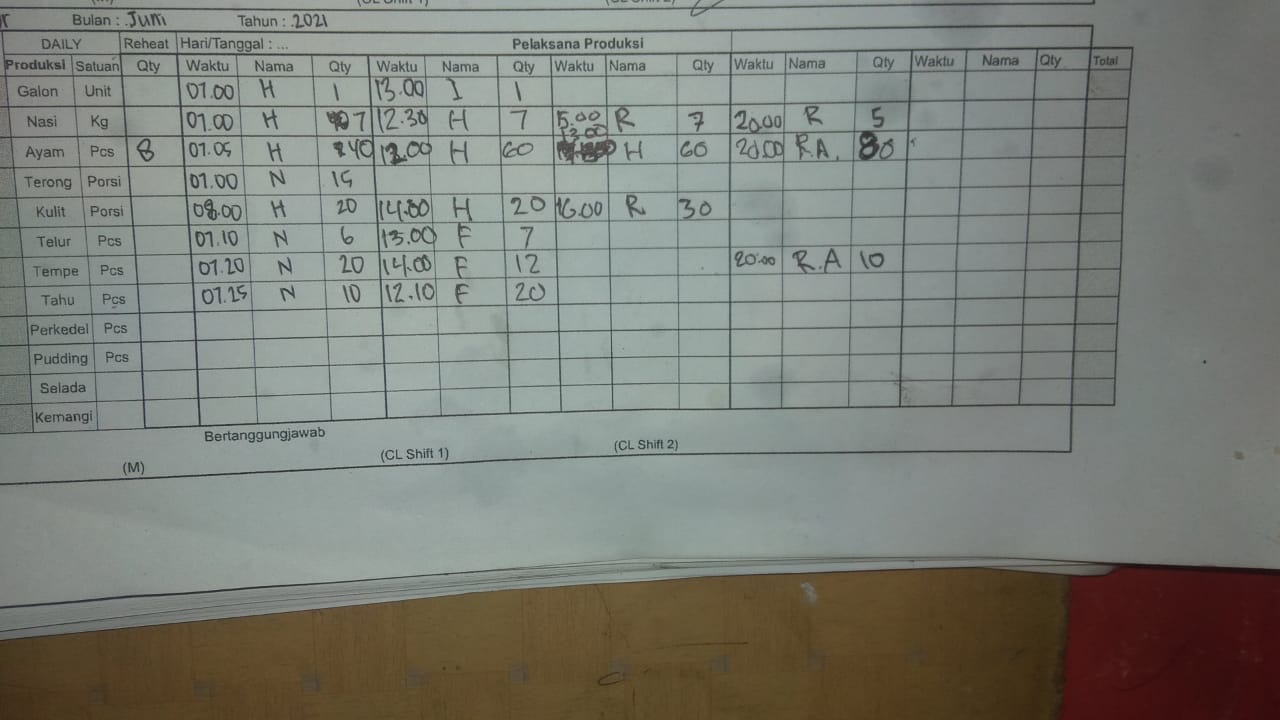 Bulan : Juni Tahun : 2021
DAILY Reheat Hari/Tanggal : ... Pelaksana Produksi
Produksi Satuan Qty Waktu Nama Qty Waktu Nama Qty Waktu Nama Qty Waktu Nama Qty Waktu Nama Qty Total
Galon Unit 07.00 H 1 13.00 I 1
Nasi Kg 07.00 H 7 12.30 H 7 15.00 R 7 20.00 R 5
Ayam Pcs 8 07.05 H 40 12.00 H 60 13.00 H 60 20.00 R.A. 80
Terong Porsi 07.00 N 15
Kulit Porsi 08.00 H 20 14.00 H 20 16.00 R 30
Telur Pcs 07.10 N 6 13.00 F 7
Tempe Pcs 07.20 N 20 14.00 F 12 20.00 R.A 10
Tahu Pcs 07.25 N 10 12.10 F 20
Perkedel Pcs
Pudding Pcs
Selada
Kemangi
Bertanggungjawab
(M) (CL Shift 1) (CL Shift 2)